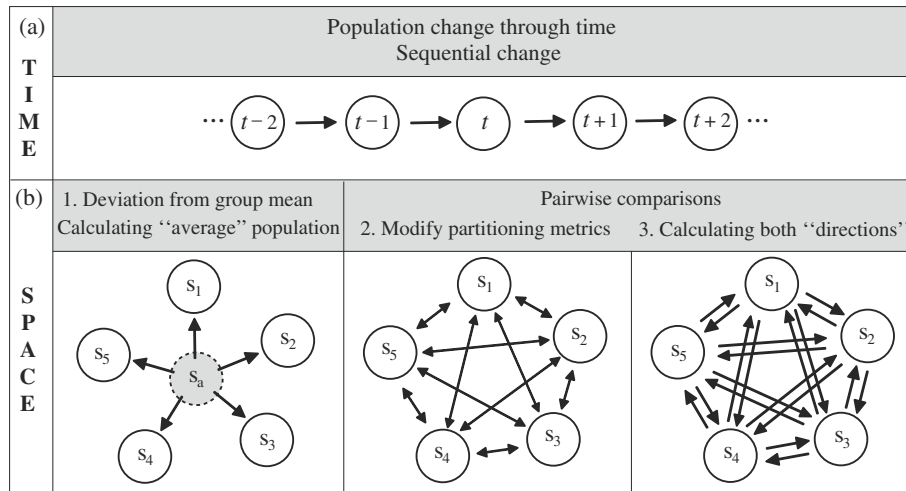 (a)
T
I
M
E
Population change through time
Sequential change
··· t−2 t−1 t t+1 t+2 ···
(b)
S
P
A
C
E
1. Deviation from group mean
Calculating ‘‘average’’ population
Pairwise comparisons
2. Modify partitioning metrics
3. Calculating both ‘‘directions’’
s₁
s₂
s₅
sₐ
s₃
s₄
s₁
s₂
s₅
s₃
s₄
s₁
s₂
s₅
s₃
s₄